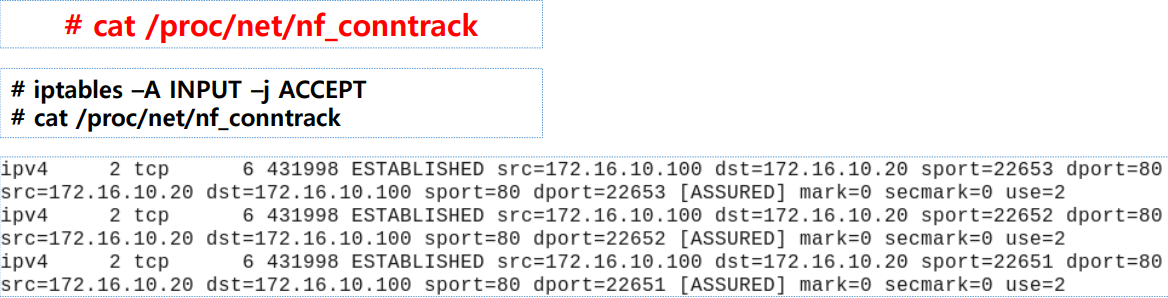 # cat /proc/net/nf_conntrack
# iptables –A INPUT –j ACCEPT
# cat /proc/net/nf_conntrack
ipv4     2 tcp      6 431998 ESTABLISHED src=172.16.10.100 dst=172.16.10.20 sport=22653 dport=80
src=172.16.10.20 dst=172.16.10.100 sport=80 dport=22653 [ASSURED] mark=0 secmark=0 use=2
ipv4     2 tcp      6 431998 ESTABLISHED src=172.16.10.100 dst=172.16.10.20 sport=22652 dport=80
src=172.16.10.20 dst=172.16.10.100 sport=80 dport=22652 [ASSURED] mark=0 secmark=0 use=2
ipv4     2 tcp      6 431998 ESTABLISHED src=172.16.10.100 dst=172.16.10.20 sport=22651 dport=80
src=172.16.10.20 dst=172.16.10.100 sport=80 dport=22651 [ASSURED] mark=0 secmark=0 use=2